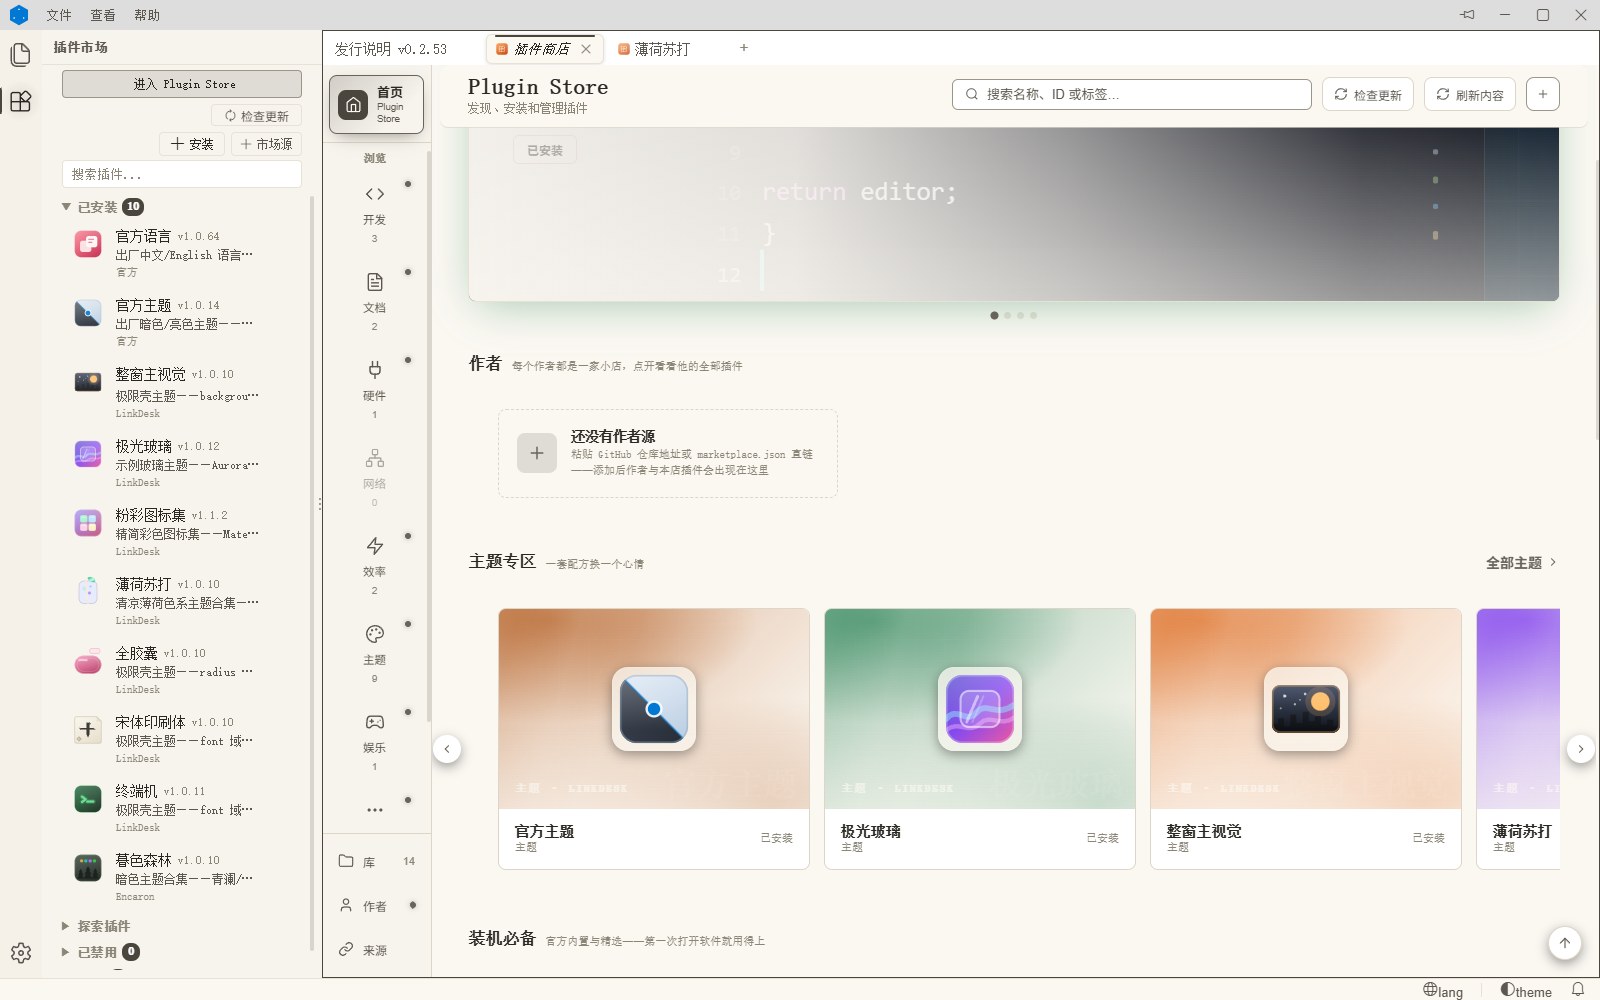 文件 查看 帮助
插件市场
进入 Plugin Store
检查更新
安装 市场源
搜索插件...
已安装 10
官方语言 v1.0.64
出厂中文/English 语言…
官方
官方主题 v1.0.14
出厂暗色/亮色主题——…
官方
整窗主视觉 v1.0.10
极限壳主题——backgrou…
LinkDesk
极光玻璃 v1.0.12
示例玻璃主题——Aurora…
LinkDesk
粉彩图标集 v1.1.2
精简彩色图标集——Mate…
LinkDesk
薄荷苏打 v1.0.10
清凉薄荷色系主题合集—…
LinkDesk
全胶囊 v1.0.10
极限壳主题——radius …
LinkDesk
宋体印刷体 v1.0.10
极限壳主题——font 域…
LinkDesk
终端机 v1.0.11
极限壳主题——font 域…
LinkDesk
暮色森林 v1.0.10
暗色主题合集——青澜/…
Encaron
探索插件
已禁用 0
发行说明 v0.2.53
插件商店
薄荷苏打
首页
Plugin
Store
浏览
开发
3
文档
2
硬件
1
网络
0
效率
2
主题
9
娱乐
1
库 14
作者
来源
Plugin Store
发现、安装和管理插件
搜索名称、ID 或标签...
检查更新
刷新内容
已安装
9
10 return editor;
11 }
12
作者 每个作者都是一家小店，点开看看他的全部插件
还没有作者源
粘贴 GitHub 仓库地址或 marketplace.json 直链
——添加后作者与本店插件会出现在这里
主题专区 一套配方换一个心情
全部主题
主题 · LINKDESK
主题 · LINKDESK
主题 · LINKDESK
主题 · LI
官方主题
主题
已安装
极光玻璃
主题
已安装
整窗主视觉
主题
已安装
薄荷苏打
主题
装机必备 官方内置与精选——第一次打开软件就用得上
lang
theme